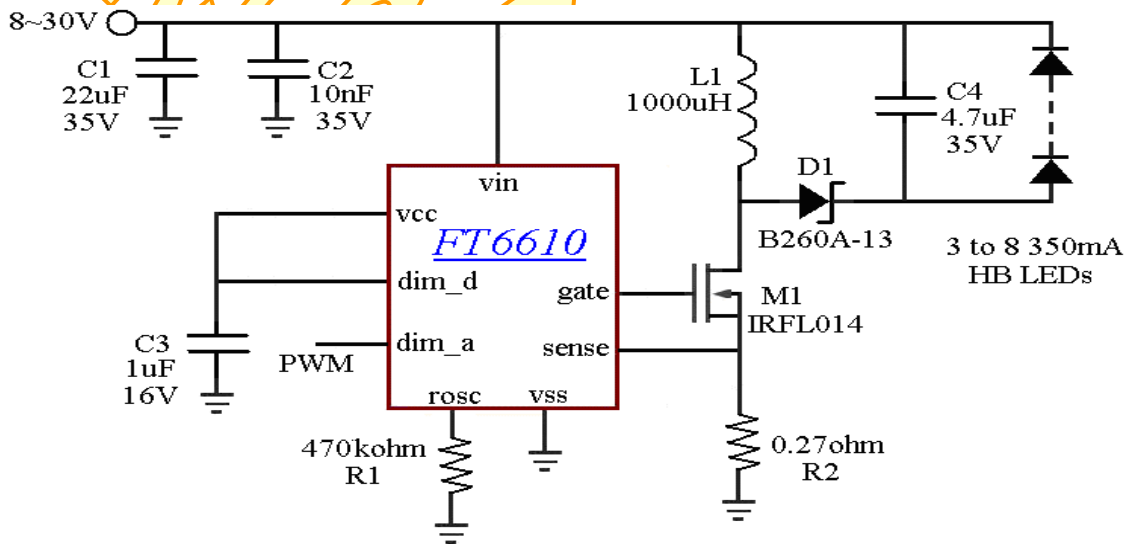 8~30V
C1
22uF
35V
C2
10nF
35V
L1
1000uH
C4
4.7uF
35V
vin
vcc
FT6610
D1
B260A-13
3 to 8 350mA
HB LEDs
dim_d
gate
M1
IRFL014
C3
1uF
16V
PWM
dim_a
sense
rosc
vss
470kohm
R1
0.27ohm
R2